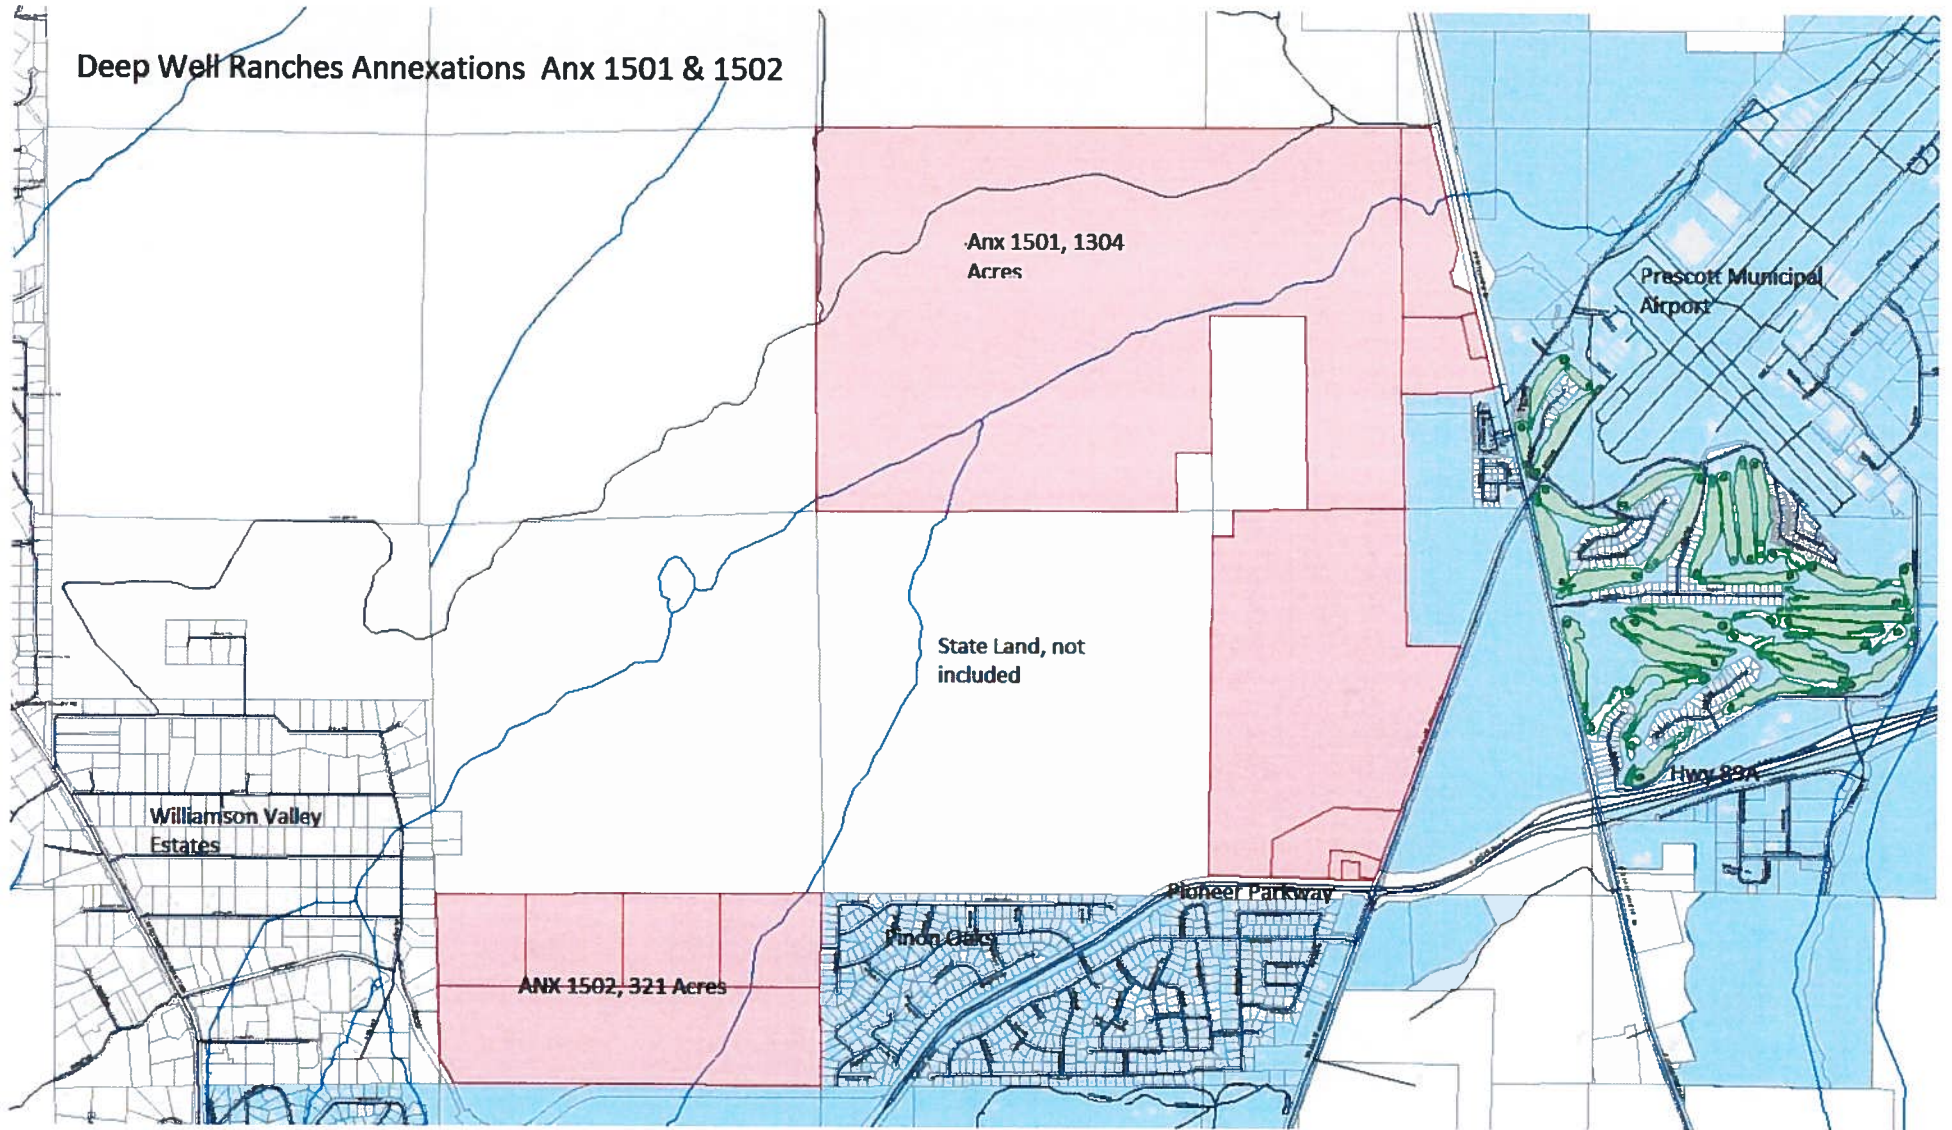 Deep Well Ranches Annexations Anx 1501 & 1502
Anx 1501, 1304
Acres
Prescott Municipal
Airport
State Land, not
included
Hwy 89A
Williamson Valley
Estates
Pioneer Parkway
Pinon Oaks
ANX 1502, 321 Acres